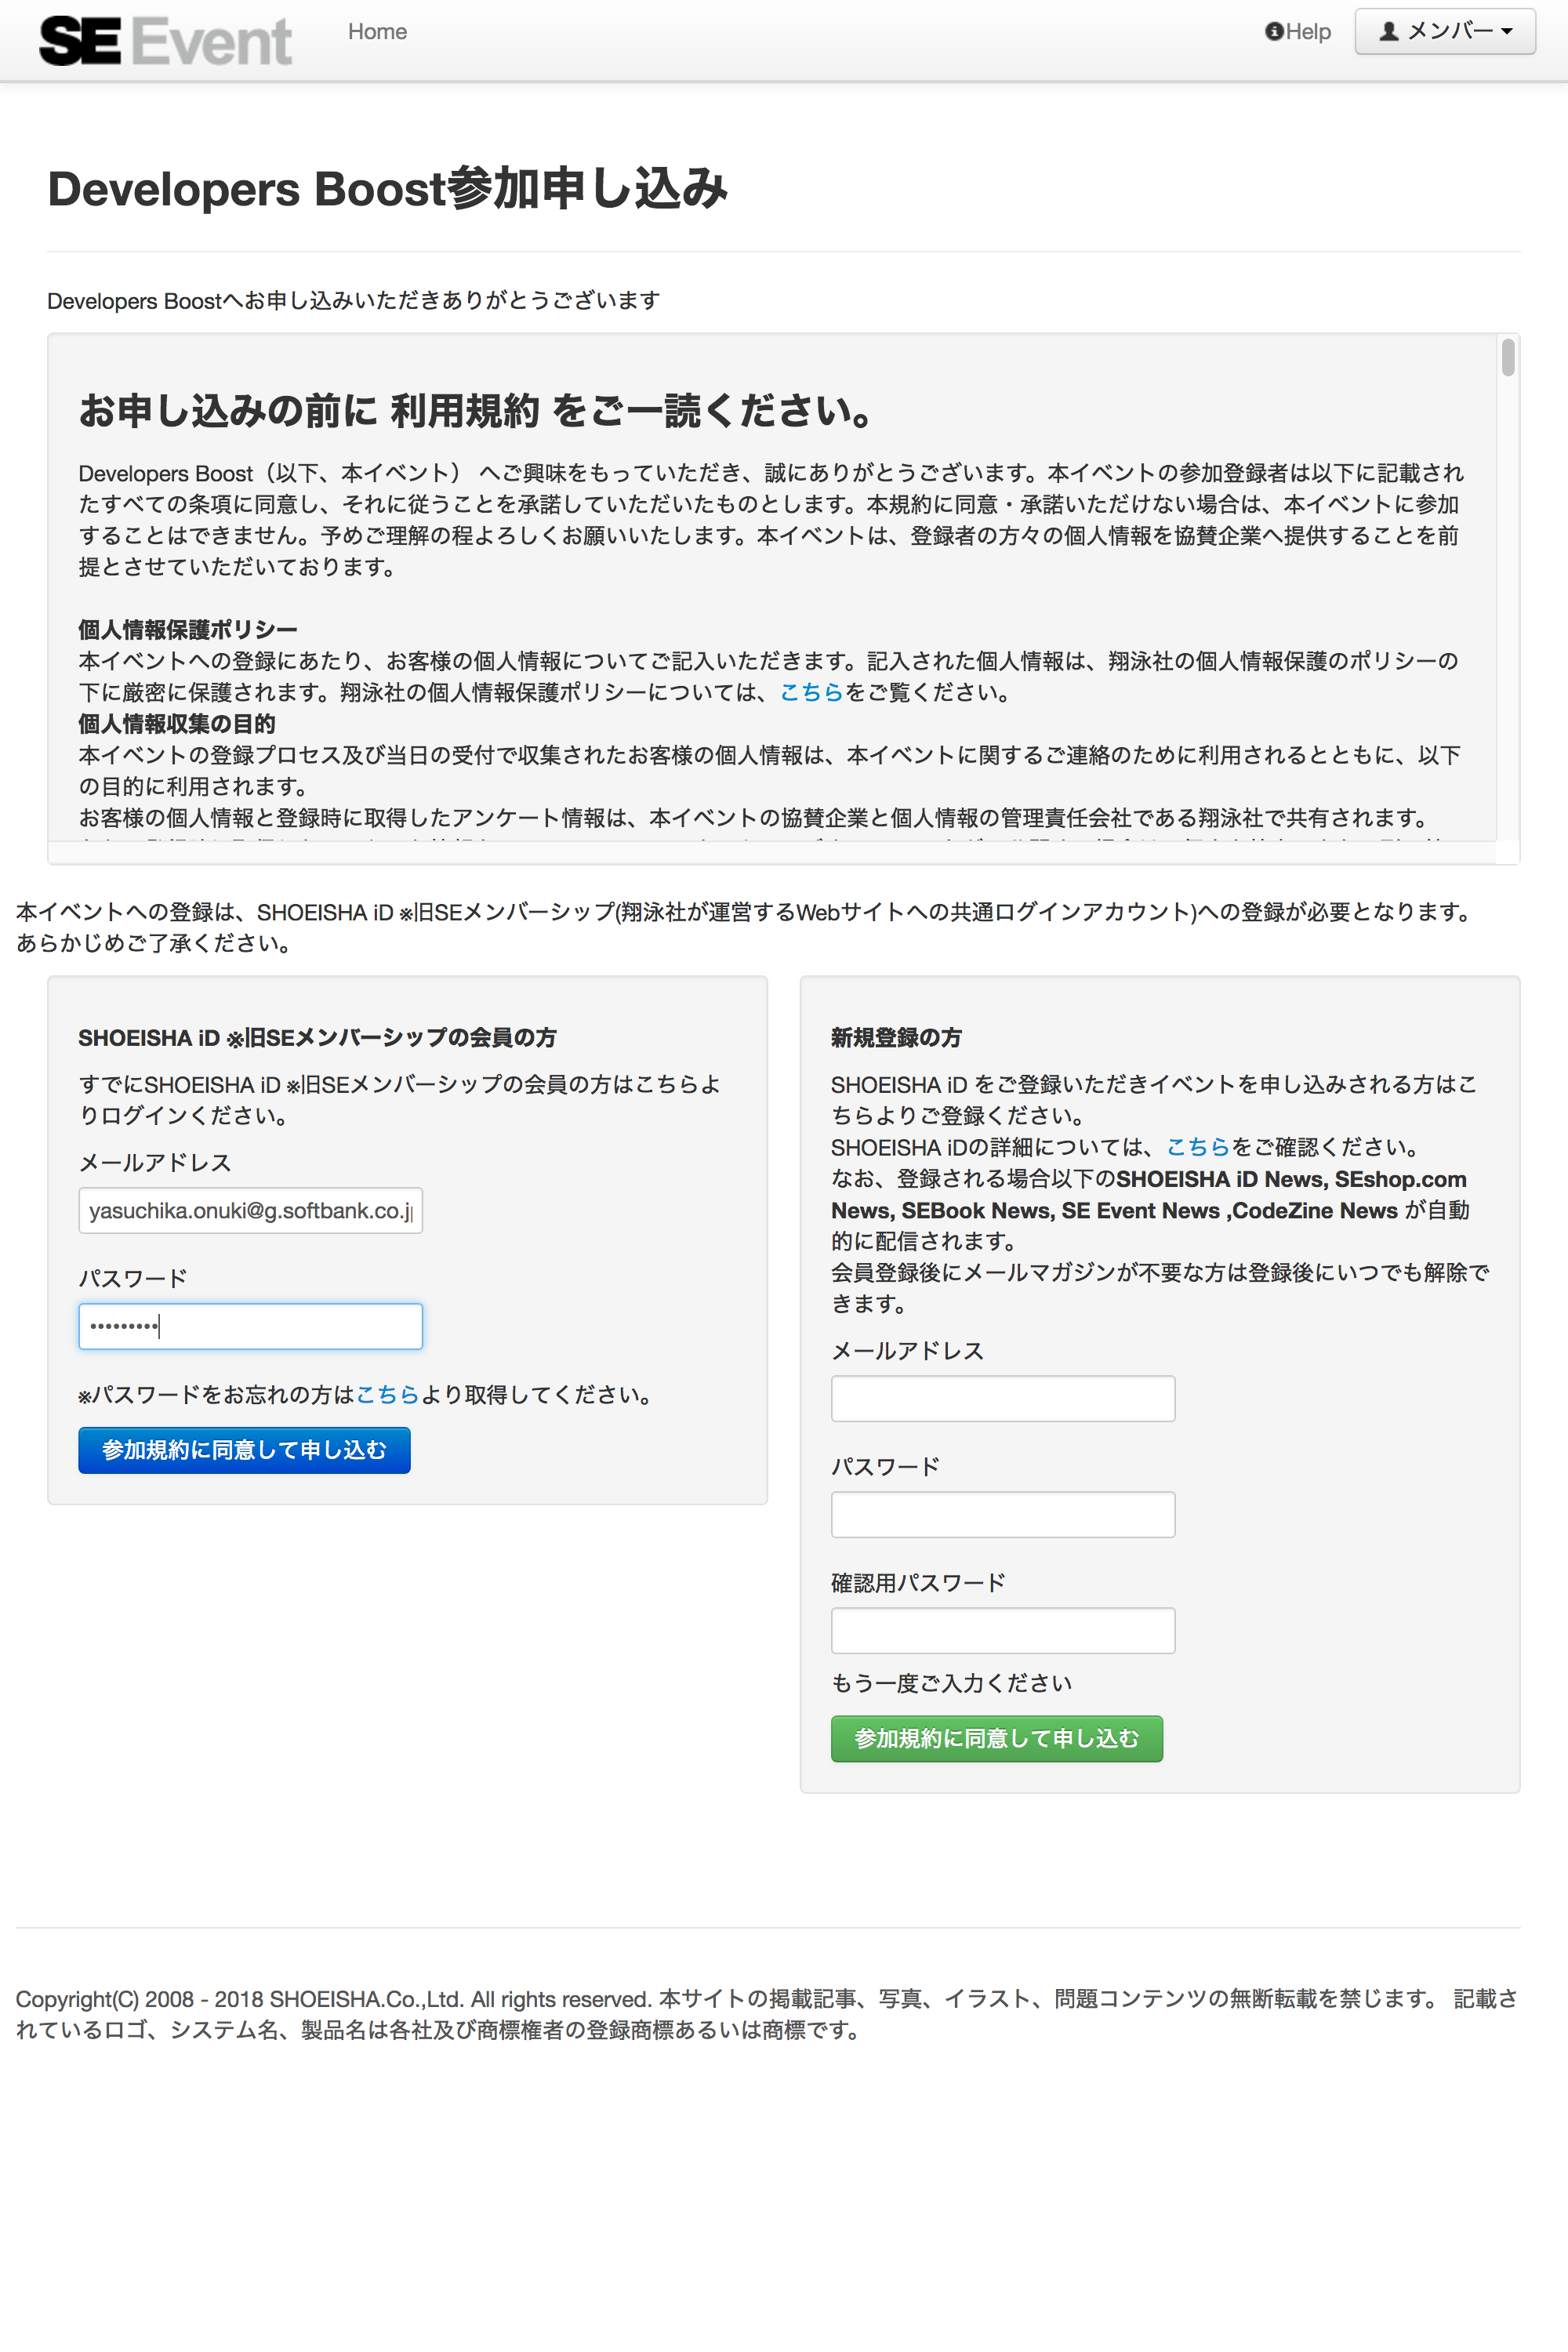 SE Event
Home
Help
メンバー
Developers Boost参加申し込み
Developers Boostへお申し込みいただきありがとうございます
お申し込みの前に 利用規約 をご一読ください。
Developers Boost（以下、本イベント） へご興味をもっていただき、誠にありがとうございます。本イベントの参加登録者は以下に記載され
たすべての条項に同意し、それに従うことを承諾していただいたものとします。本規約に同意・承諾いただけない場合は、本イベントに参加
することはできません。予めご理解の程よろしくお願いいたします。本イベントは、登録者の方々の個人情報を協賛企業へ提供することを前
提とさせていただいております。
個人情報保護ポリシー
本イベントへの登録にあたり、お客様の個人情報についてご記入いただきます。記入された個人情報は、翔泳社の個人情報保護のポリシーの
下に厳密に保護されます。翔泳社の個人情報保護ポリシーについては、こちらをご覧ください。
個人情報収集の目的
本イベントの登録プロセス及び当日の受付で収集されたお客様の個人情報は、本イベントに関するご連絡のために利用されるとともに、以下
の目的に利用されます。
お客様の個人情報と登録時に取得したアンケート情報は、本イベントの協賛企業と個人情報の管理責任会社である翔泳社で共有されます。
本イベントへの登録は、SHOEISHA iD ※旧SEメンバーシップ(翔泳社が運営するWebサイトへの共通ログインアカウント)への登録が必要となります。
あらかじめご了承ください。
SHOEISHA iD ※旧SEメンバーシップの会員の方
すでにSHOEISHA iD ※旧SEメンバーシップの会員の方はこちらよ
りログインください。
メールアドレス
yasuchika.onuki@g.softbank.co.j
パスワード
•••••••••
※パスワードをお忘れの方はこちらより取得してください。
参加規約に同意して申し込む
新規登録の方
SHOEISHA iD をご登録いただきイベントを申し込みされる方はこ
ちらよりご登録ください。
SHOEISHA iDの詳細については、こちらをご確認ください。
なお、登録される場合以下のSHOEISHA iD News, SEshop.com
News, SEBook News, SE Event News ,CodeZine News が自動
的に配信されます。
会員登録後にメールマガジンが不要な方は登録後にいつでも解除で
きます。
メールアドレス
パスワード
確認用パスワード
もう一度ご入力ください
参加規約に同意して申し込む
Copyright(C) 2008 - 2018 SHOEISHA.Co.,Ltd. All rights reserved. 本サイトの掲載記事、写真、イラスト、問題コンテンツの無断転載を禁じます。 記載さ
れているロゴ、システム名、製品名は各社及び商標権者の登録商標あるいは商標です。